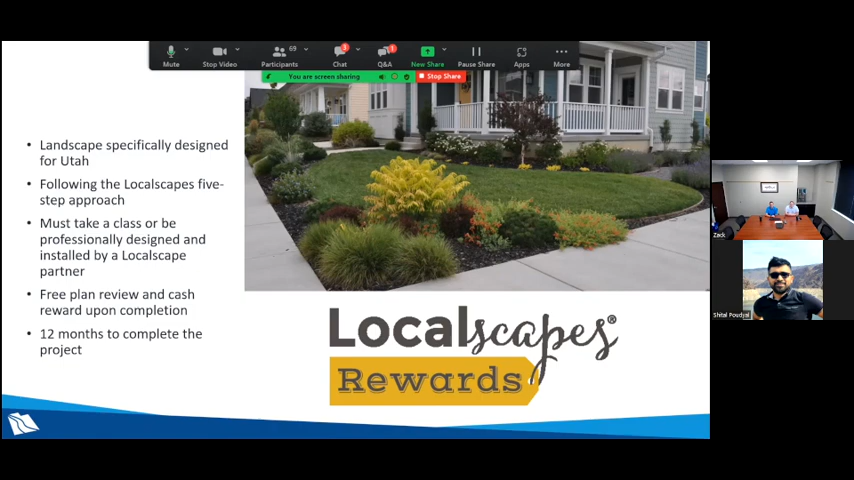 Mute
Stop Video
Participants
69
Chat
Q&A
New Share
Pause Share
Apps
More
You are screen sharing
Stop Share
• Landscape specifically designed
for Utah
• Following the Localscapes five-
step approach
• Must take a class or be
professionally designed and
installed by a Localscape
partner
• Free plan review and cash
reward upon completion
• 12 months to complete the
project
Localscapes®
Rewards
Zack
Shital Poudyal